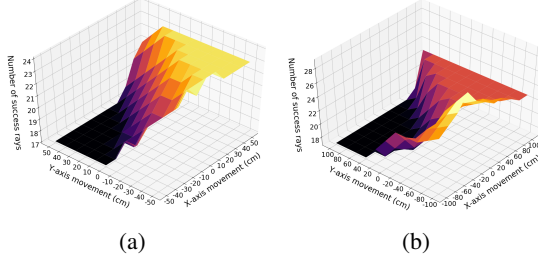 24
23
22
21
20
19
18
17
Number of success rays
50 40 30 20 10 0 -10 -20 -30 -40 -50
Y-axis movement (cm)
-50 -40 -30 -20 -10 0 10 20 30 40 50
X-axis movement (cm)
(a)
28
26
24
22
20
18
Number of success rays
100 80 60 40 20 0 -20 -40 -60 -80 -100
Y-axis movement (cm)
-100 -80 -60 -40 -20 0 20 40 60 80 100
X-axis movement (cm)
(b)